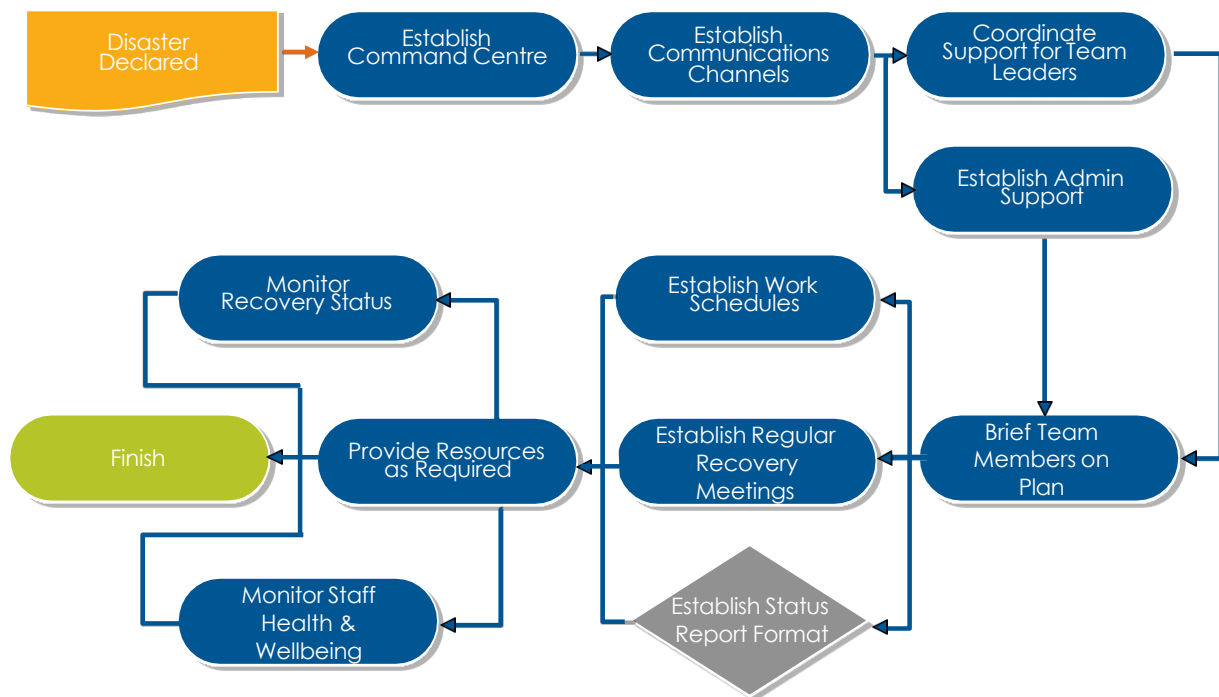 Disaster
Declared
Establish
Command Centre
Establish
Communications
Channels
Coordinate
Support for Team
Leaders
Establish Admin
Support
Monitor
Recovery Status
Establish Work
Schedules
Finish
Provide Resources
as Required
Establish Regular
Recovery
Meetings
Brief Team
Members on
Plan
Monitor Staff
Health &
Wellbeing
Establish Status
Report Format